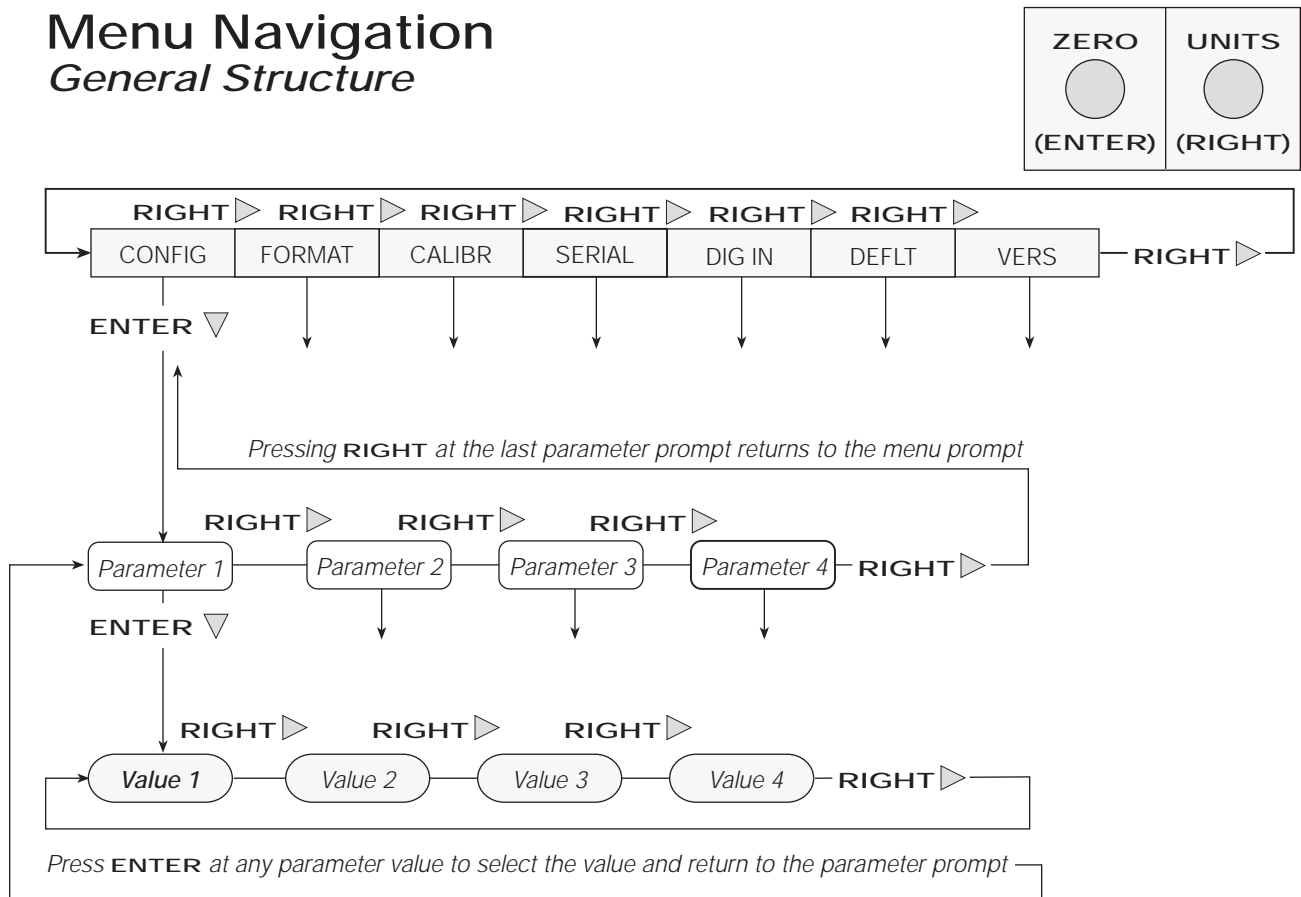 Menu Navigation
General Structure
ZERO UNITS
(ENTER) (RIGHT)
RIGHT RIGHT RIGHT RIGHT RIGHT RIGHT
CONFIG FORMAT CALIBR SERIAL DIG IN DEFLT VERS RIGHT
ENTER
Pressing RIGHT at the last parameter prompt returns to the menu prompt
RIGHT RIGHT RIGHT
Parameter 1 Parameter 2 Parameter 3 Parameter 4 RIGHT
ENTER
RIGHT RIGHT RIGHT
Value 1 Value 2 Value 3 Value 4 RIGHT
Press ENTER at any parameter value to select the value and return to the parameter prompt